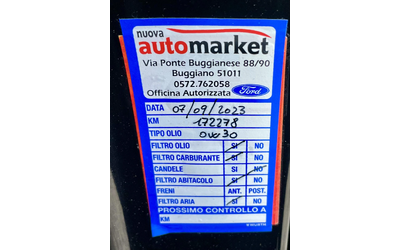 nuova
automarket
Via Ponte Buggianese 88/90
Buggiano 51011
0572.762058
Officina Autorizzata Ford
DATA 07/09/2023
KM 172278
TIPO OLIO 0W30
FILTRO OLIO SI NO
FILTRO CARBURANTE SI NO
CANDELE SI NO
FILTRO ABITACOLO SI NO
FRENI ANT. POST.
FILTRO ARIA SI NO
PROSSIMO CONTROLLO A
KM